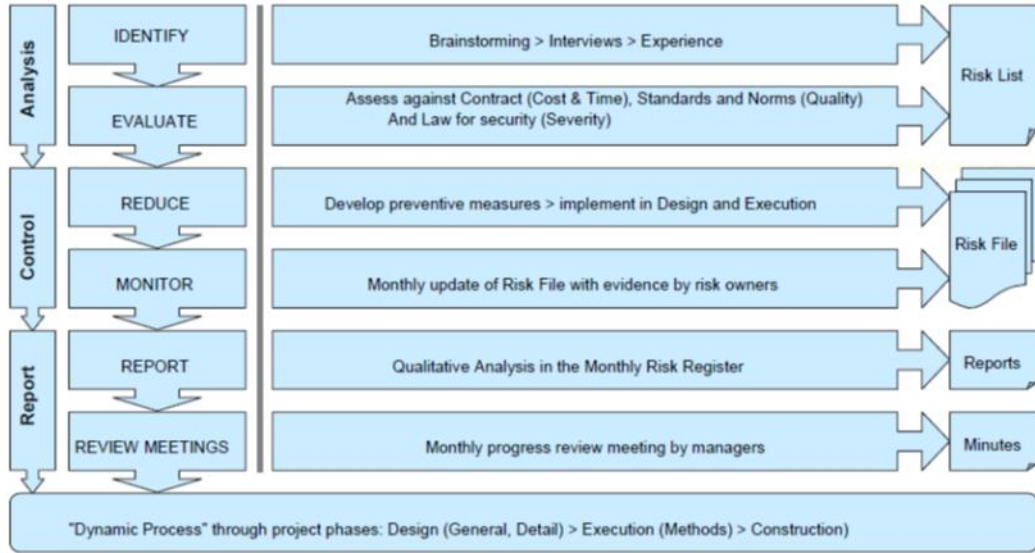 Analysis
IDENTIFY
Brainstorming > Interviews > Experience
Risk List
EVALUATE
Assess against Contract (Cost & Time), Standards and Norms (Quality)
And Law for security (Severity)
Control
REDUCE
Develop preventive measures > implement in Design and Execution
Risk File
MONITOR
Monthly update of Risk File with evidence by risk owners
Report
REPORT
Qualitative Analysis in the Monthly Risk Register
Reports
REVIEW MEETINGS
Monthly progress review meeting by managers
Minutes
"Dynamic Process" through project phases: Design (General, Detail) > Execution (Methods) > Construction)